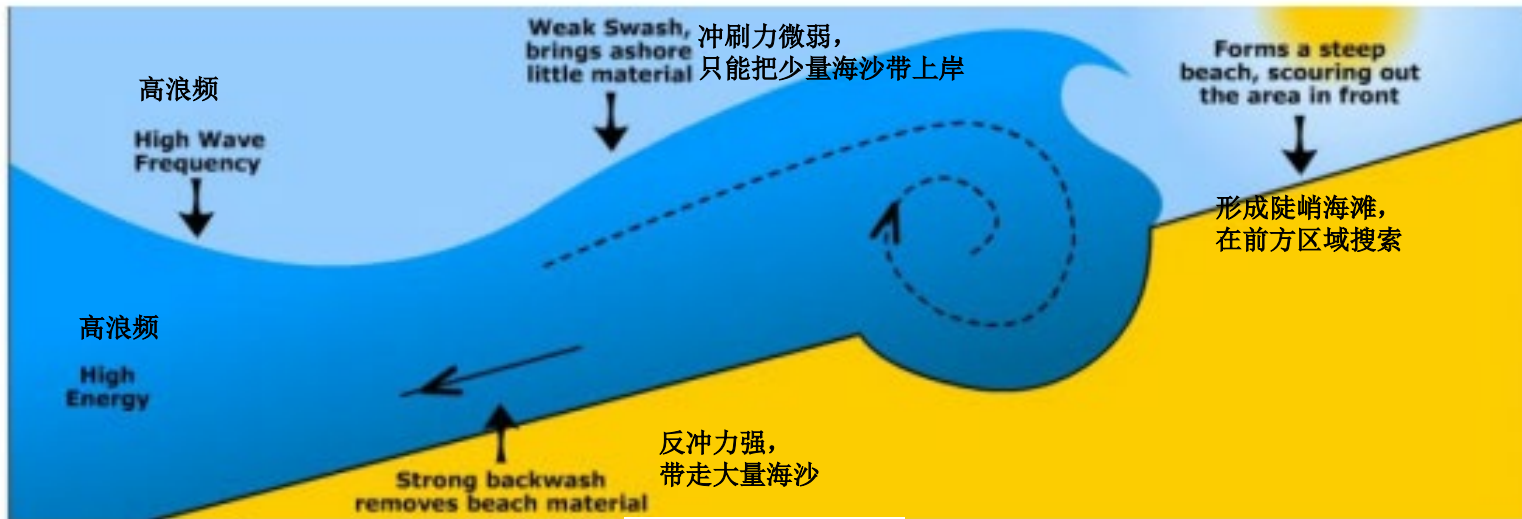 高浪频
High Wave
Frequency
Weak Swash,
brings ashore
little material
冲刷力微弱，
只能把少量海沙带上岸
Forms a steep
beach, scouring out
the area in front
形成陡峭海滩，
在前方区域搜索
高浪频
High
Energy
Strong backwash
removes beach material
反冲力强，
带走大量海沙